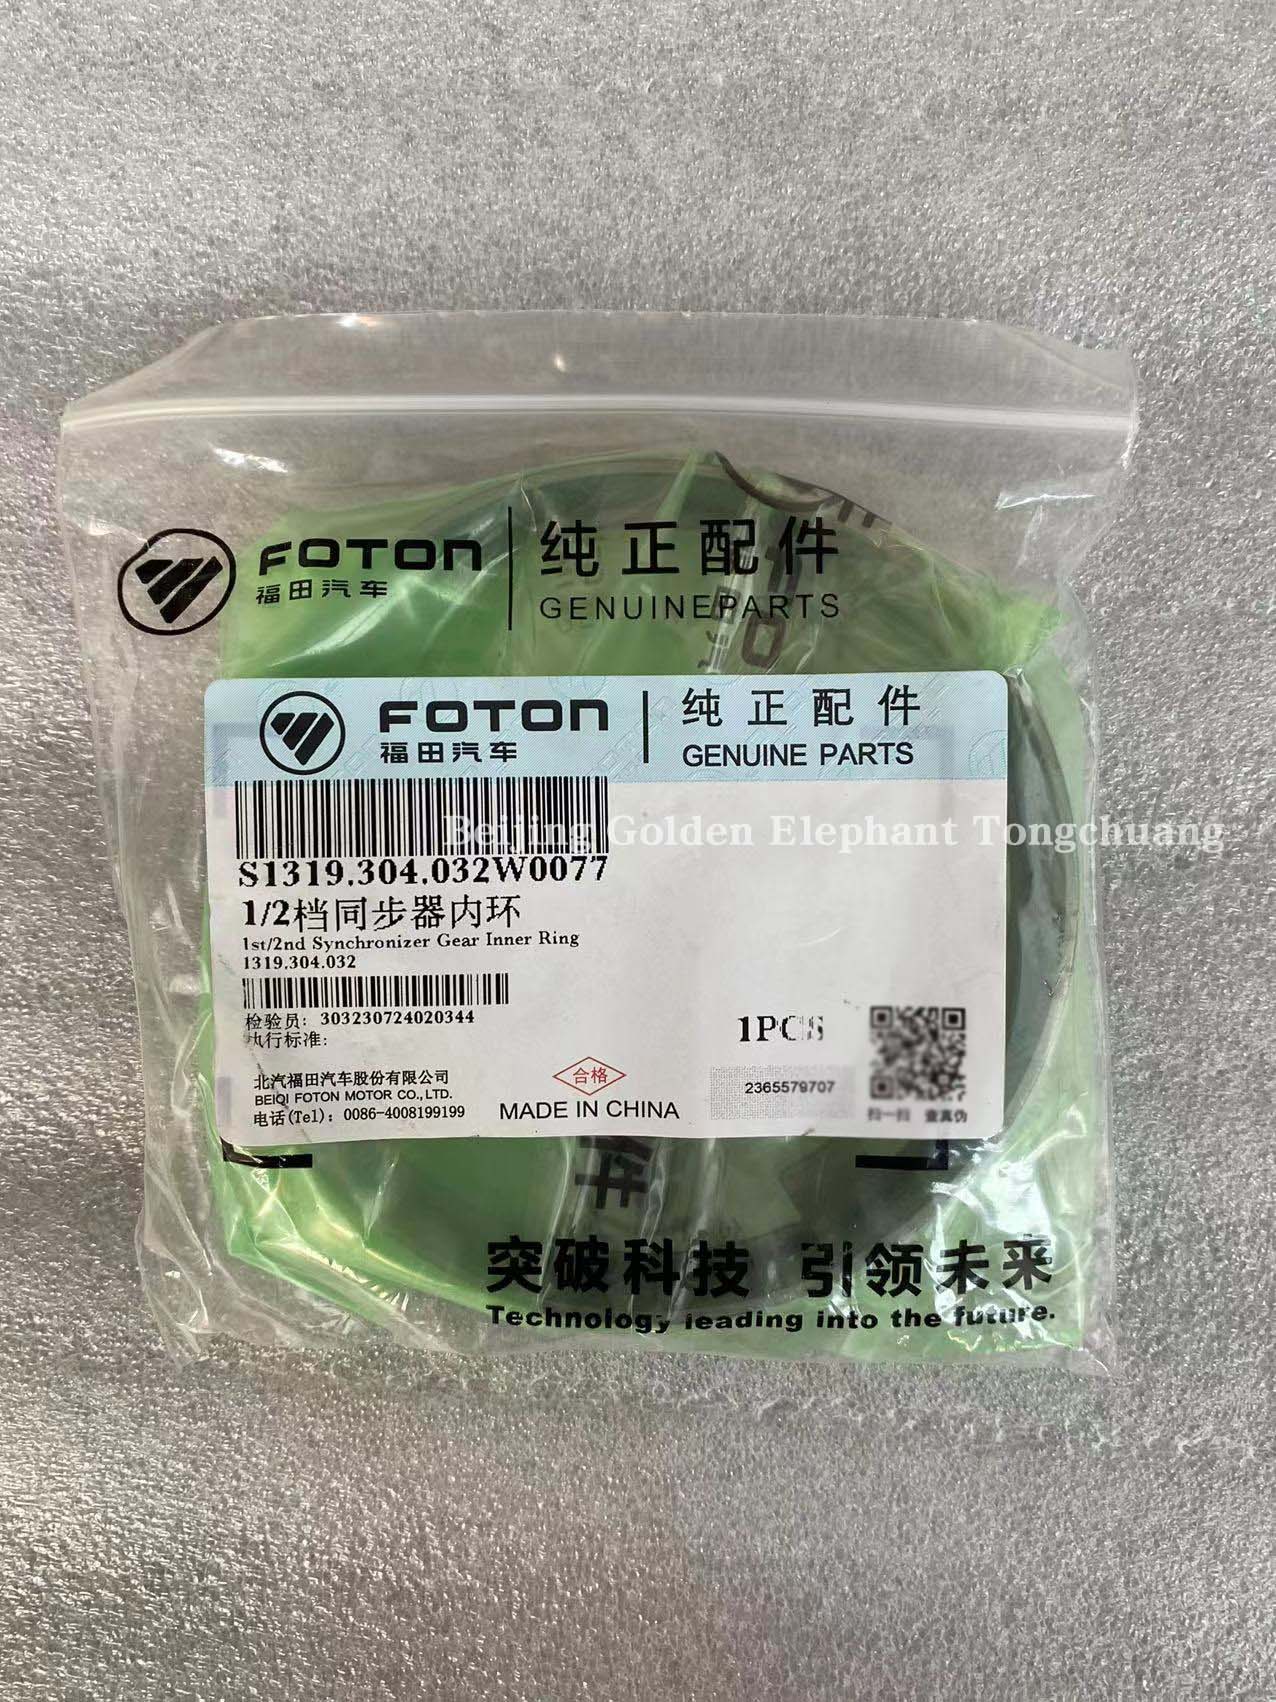 FOTON
福田汽车
纯正配件
GENUINEPARTS
FOTON
福田汽车
纯正配件
GENUINE PARTS
Beijing Golden Elephant Tongchuang
S1319.304.032W0077
1/2档同步器内环
1st/2nd Synchronizer Gear Inner Ring
1319.304.032
检验员: 303230724020344
执行标准:
1PCS
北汽福田汽车股份有限公司
BEIQI FOTON MOTOR CO.,LTD.
电话(Tel): 0086-4008199199
合格
MADE IN CHINA
2365579707
扫一扫 查真伪
件
突破科技 引领未来
Technology leading into the future.